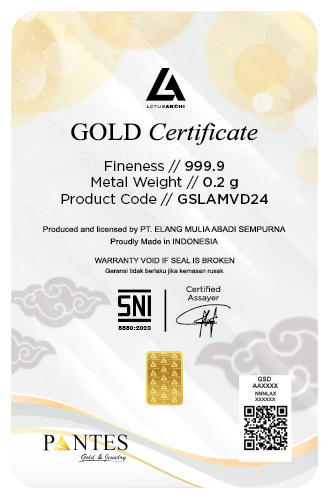 LOTUSARCHI
GOLD Certificate
Fineness // 999.9
Metal Weight // 0.2 g
Product Code // GSLAMVD24
Produced and licensed by PT. ELANG MULIA ABADI SEMPURNA
Proudly Made in INDONESIA
WARRANTY VOID IF SEAL IS BROKEN
Garansi tidak berlaku jika kemasan rusak
SNI
8880:2020
Certified
Assayer
GSD
AAXXXX
NNNLAX
XXXXXX
PANTES
Gold & Jewelry